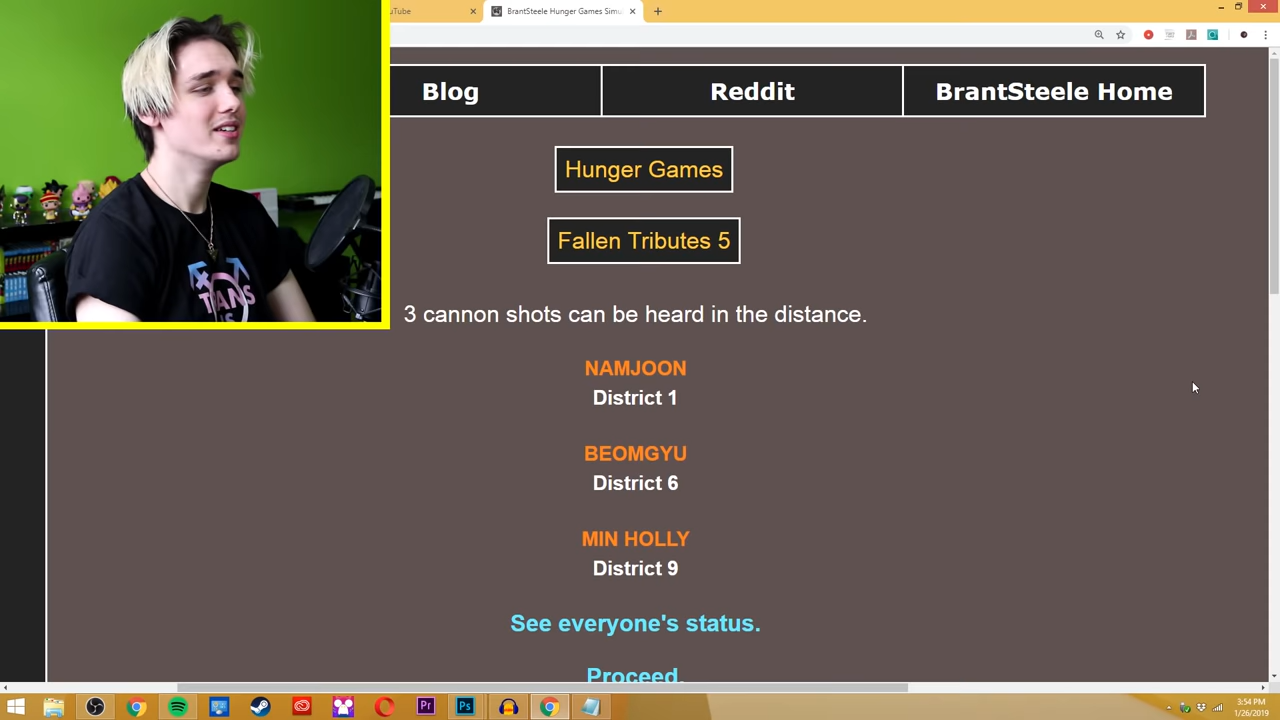 uTube
BrantSteele Hunger Games Simu
Blog
Reddit
BrantSteele Home
Hunger Games
Fallen Tributes 5
3 cannon shots can be heard in the distance.
NAMJOON
District 1
BEOMGYU
District 6
MIN HOLLY
District 9
See everyone's status.
Proceed.
TRANS
3:54 PM
1/26/2019
Pr
Ps